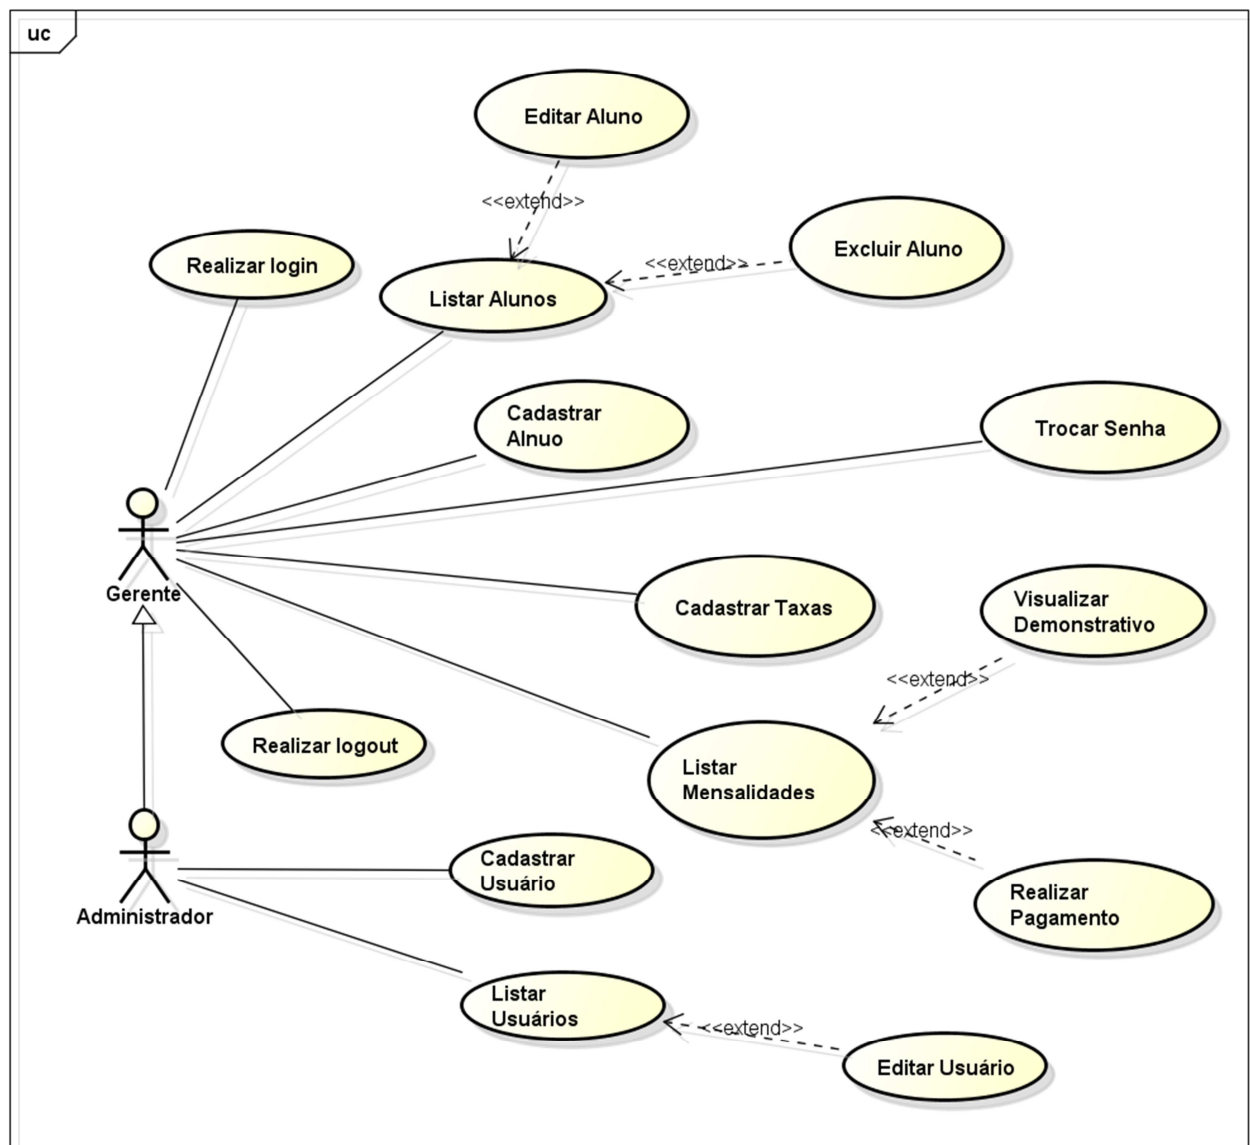 uc
Editar Aluno
<<extend>>
Excluir Aluno
<<extend>>
Realizar login
Listar Alunos
Cadastrar
Alnuo
Trocar Senha
Gerente
Cadastrar Taxas
Visualizar
Demonstrativo
<<extend>>
Realizar logout
Listar
Mensalidades
<<extend>>
Cadastrar
Usuário
Realizar
Pagamento
Administrador
Listar
Usuários
<<extend>>
Editar Usuário